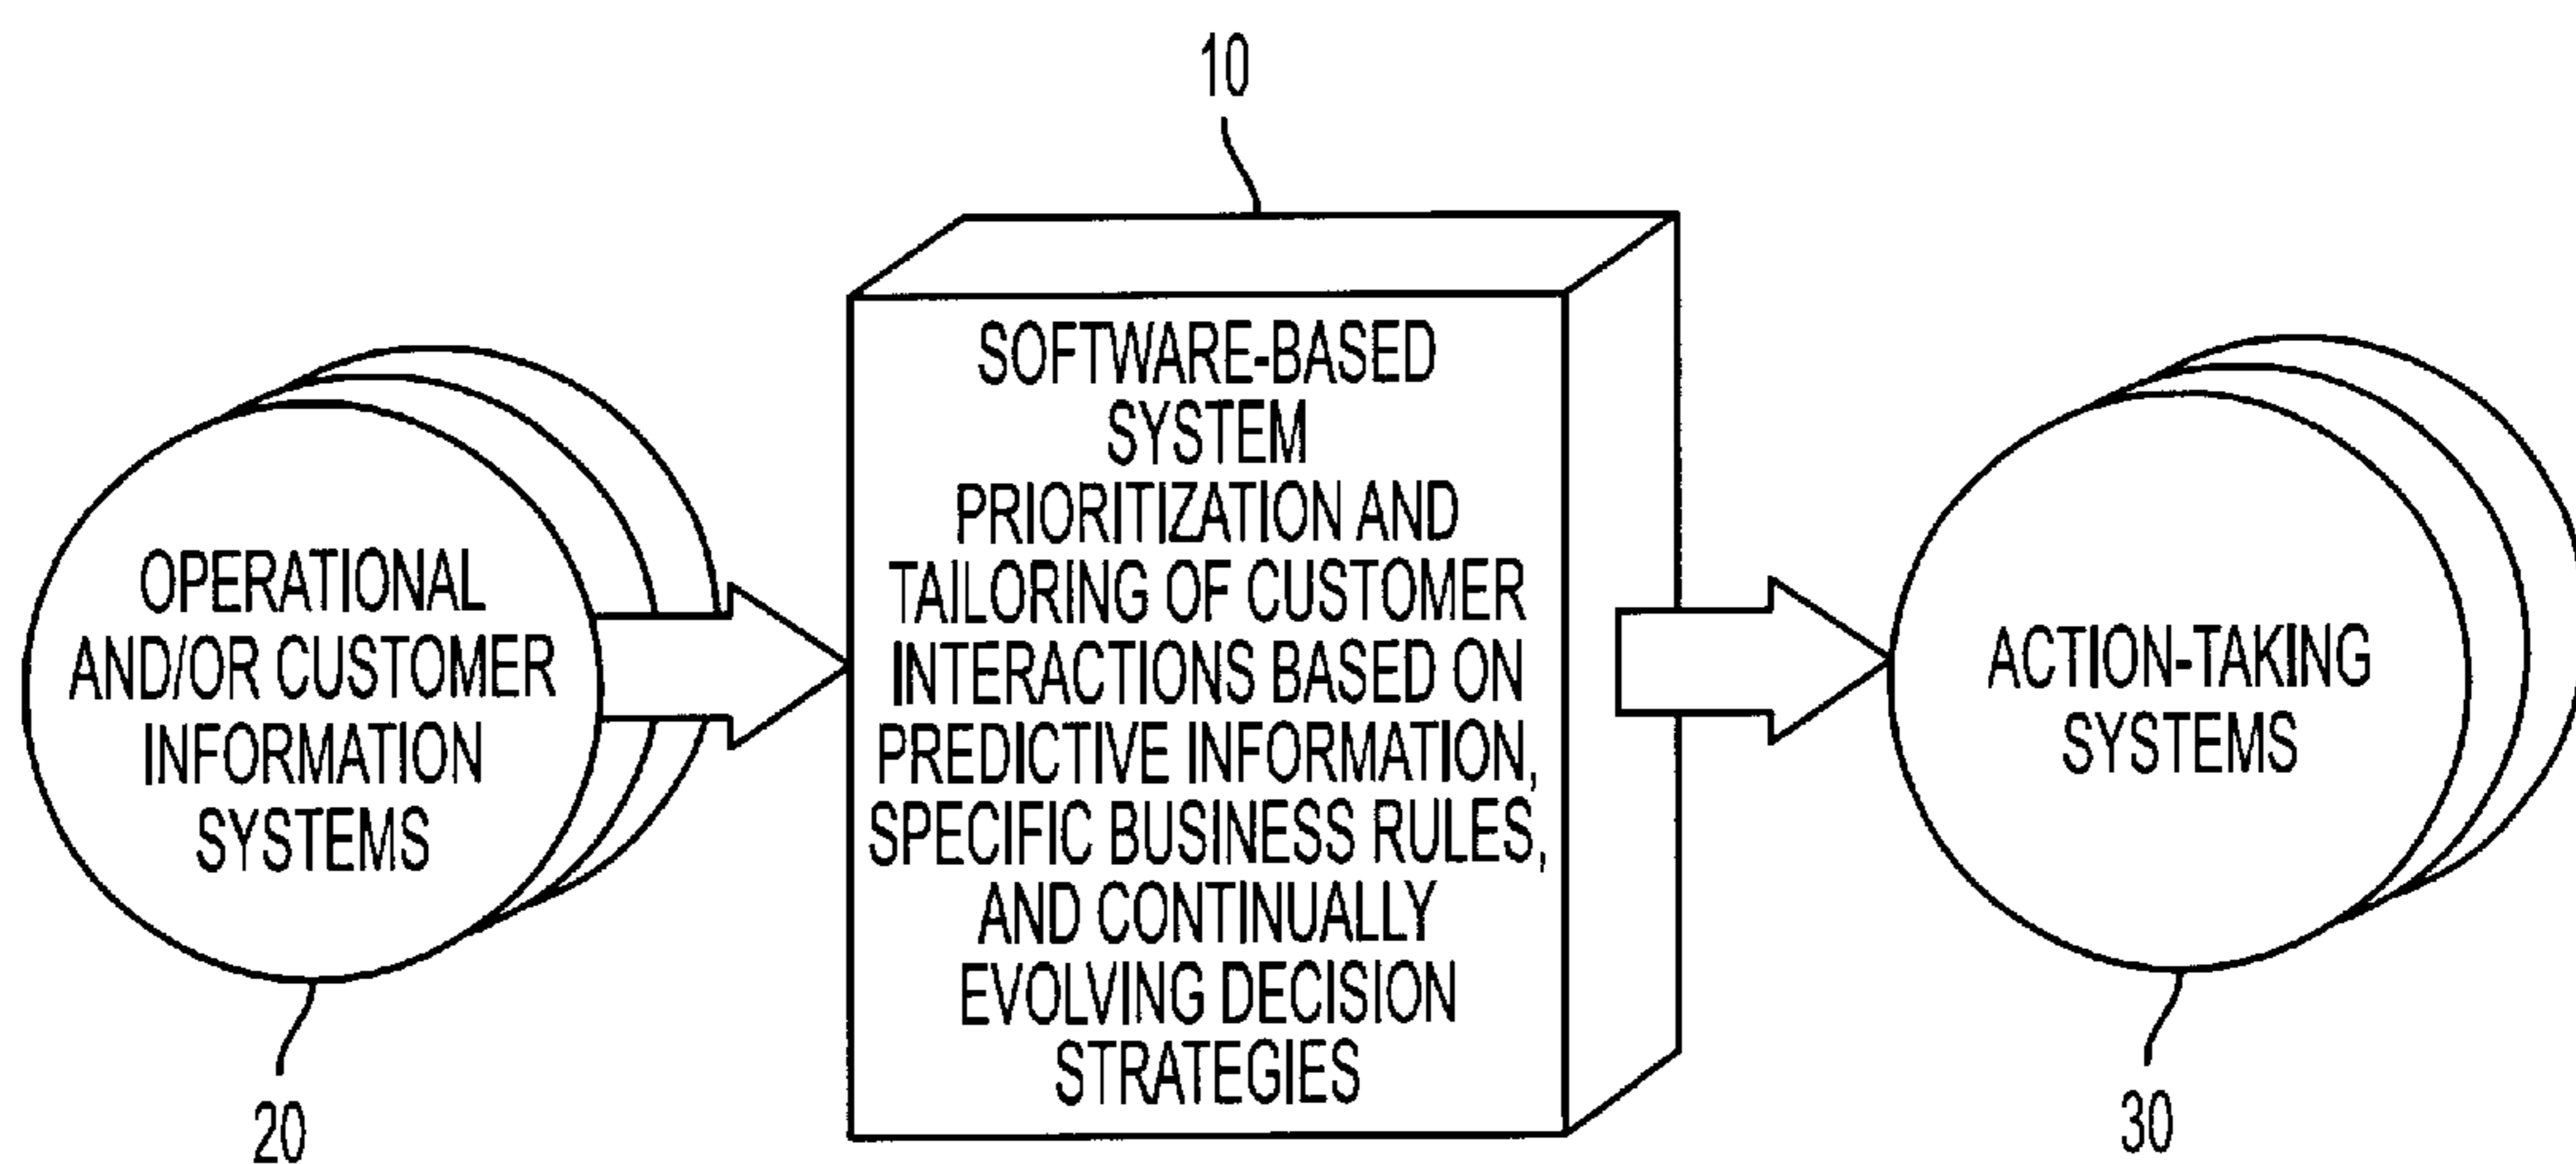 10
SOFTWARE-BASED
SYSTEM
PRIORITIZATION AND
TAILORING OF CUSTOMER
INTERACTIONS BASED ON
PREDICTIVE INFORMATION,
SPECIFIC BUSINESS RULES,
AND CONTINUALLY
EVOLVING DECISION
STRATEGIES
OPERATIONAL
AND/OR CUSTOMER
INFORMATION
SYSTEMS
ACTION-TAKING
SYSTEMS
20
30